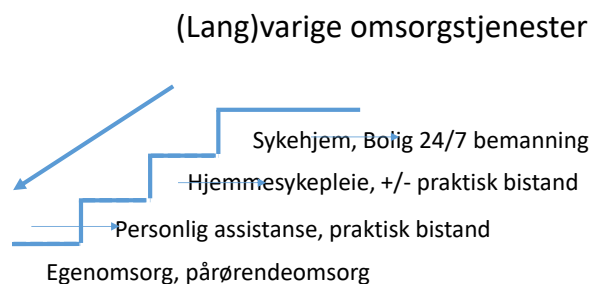 (Lang)varige omsorgstjenester
Sykehjem, Bolig 24/7 bemanning
Hjemmesykepleie, +/- praktisk bistand
Personlig assistanse, praktisk bistand
Egenomsorg, pårørendeomsorg